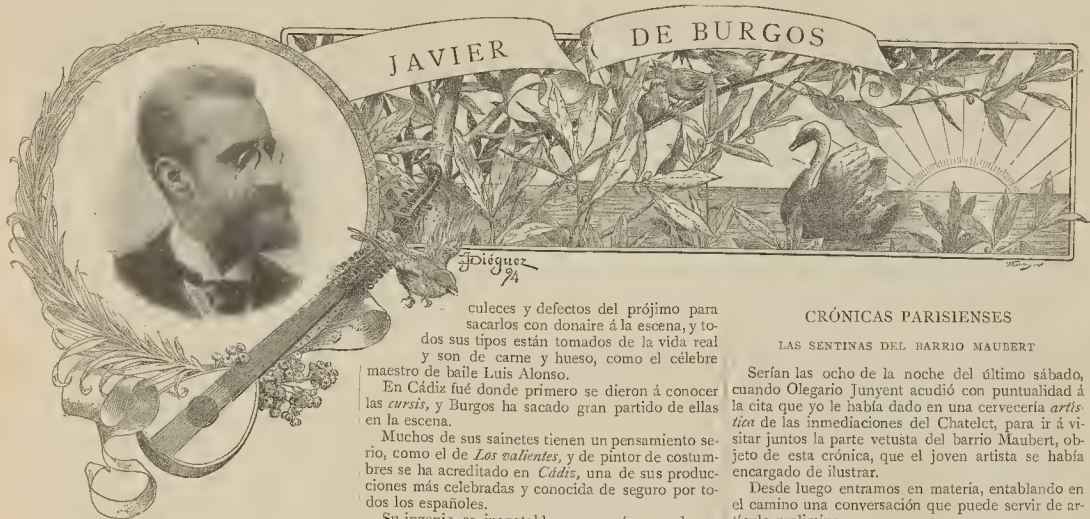 JAVIER DE BURGOS
JDiéguez
94
culeces y defectos del prójimo para
sacarlos con donaire á la escena, y to-
dos sus tipos están tomados de la vida real
y son de carne y hueso, como el célebre
maestro de baile Luis Alonso.
En Cádiz fué donde primero se dieron á conocer
las cursis, y Burgos ha sacado gran partido de ellas
en la escena.
Muchos de sus sainetes tienen un pensamiento se-
rio, como el de Los valientes, y de pintor de costum-
bres se ha acreditado en Cádiz, una de sus produc-
ciones más celebradas y conocida de seguro por to-
dos los españoles.
CRÓNICAS PARISIENSES
LAS SENTINAS DEL BARRIO MAUBERT
Serían las ocho de la noche del último sábado,
cuando Olegario Junyent acudió con puntualidad á
la cita que yo le había dado en una cervecería artís-
tica de las inmediaciones del Chatelet, para ir á vi-
sitar juntos la parte vetusta del barrio Maubert, ob-
jeto de esta crónica, que el joven artista se había
encargado de ilustrar.
Desde luego entramos en materia, entablando en
el camino una conversación que puede servir de ar-